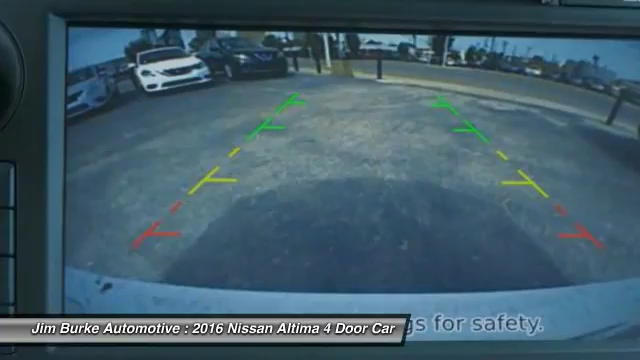 Jim Burke Automotive : 2016 Nissan Altima 4 Door Car
gs for safety.